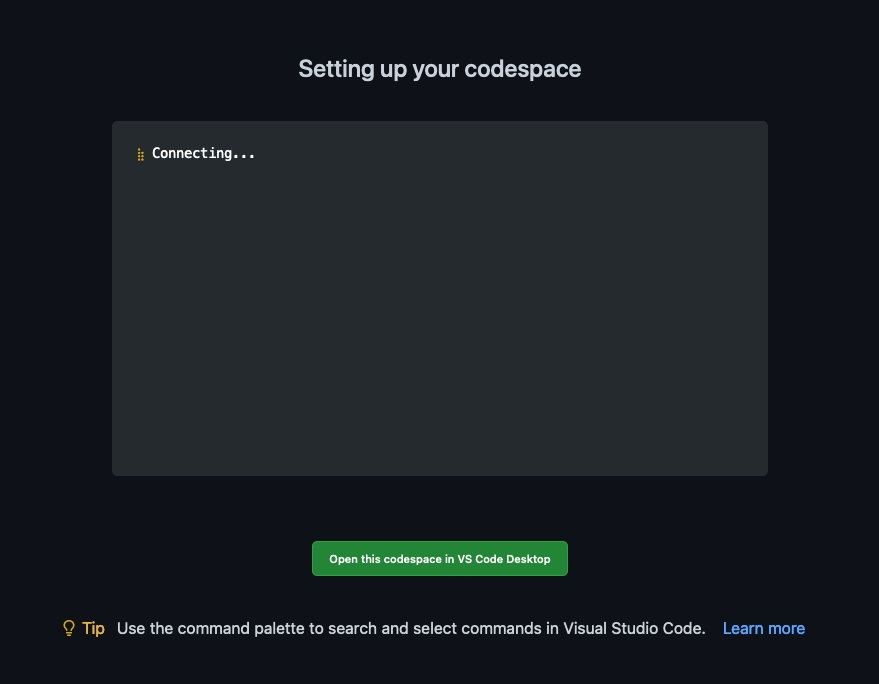 Setting up your codespace
Connecting...
Open this codespace in VS Code Desktop
Tip Use the command palette to search and select commands in Visual Studio Code. Learn more